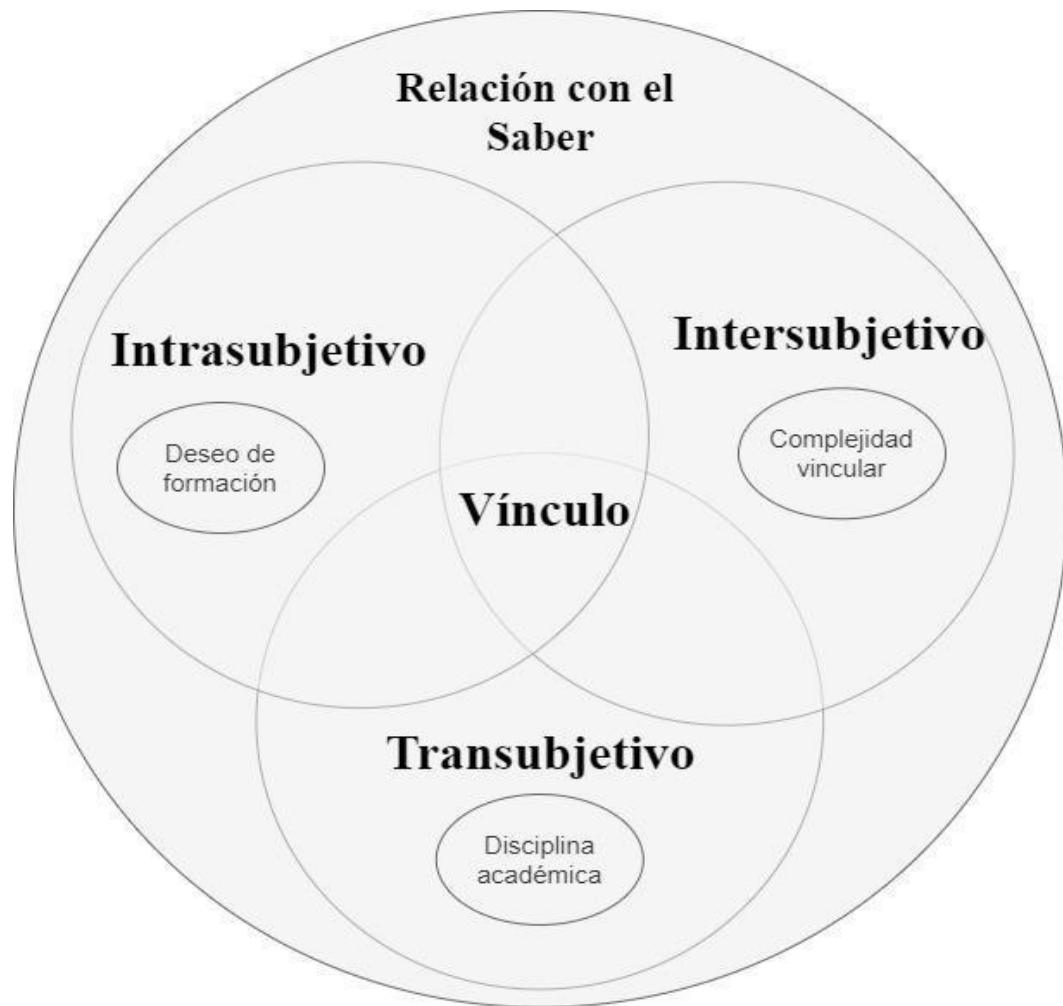 Relación con el
Saber
Intrasubjetivo
Intersubjetivo
Deseo de
formación
Complejidad
vincular
Vínculo
Transubjetivo
Disciplina
académica